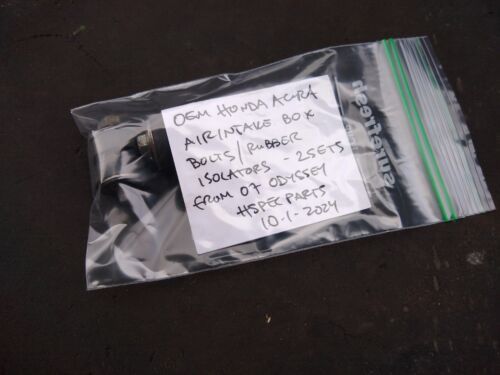 OEM HONDA ACURA
AIR INTAKE BOX
BOLTS/RUBBER
ISOLATORS - 2 SETS
FROM 07 ODYSSEY
HSPEC PARTS
10-1-2024